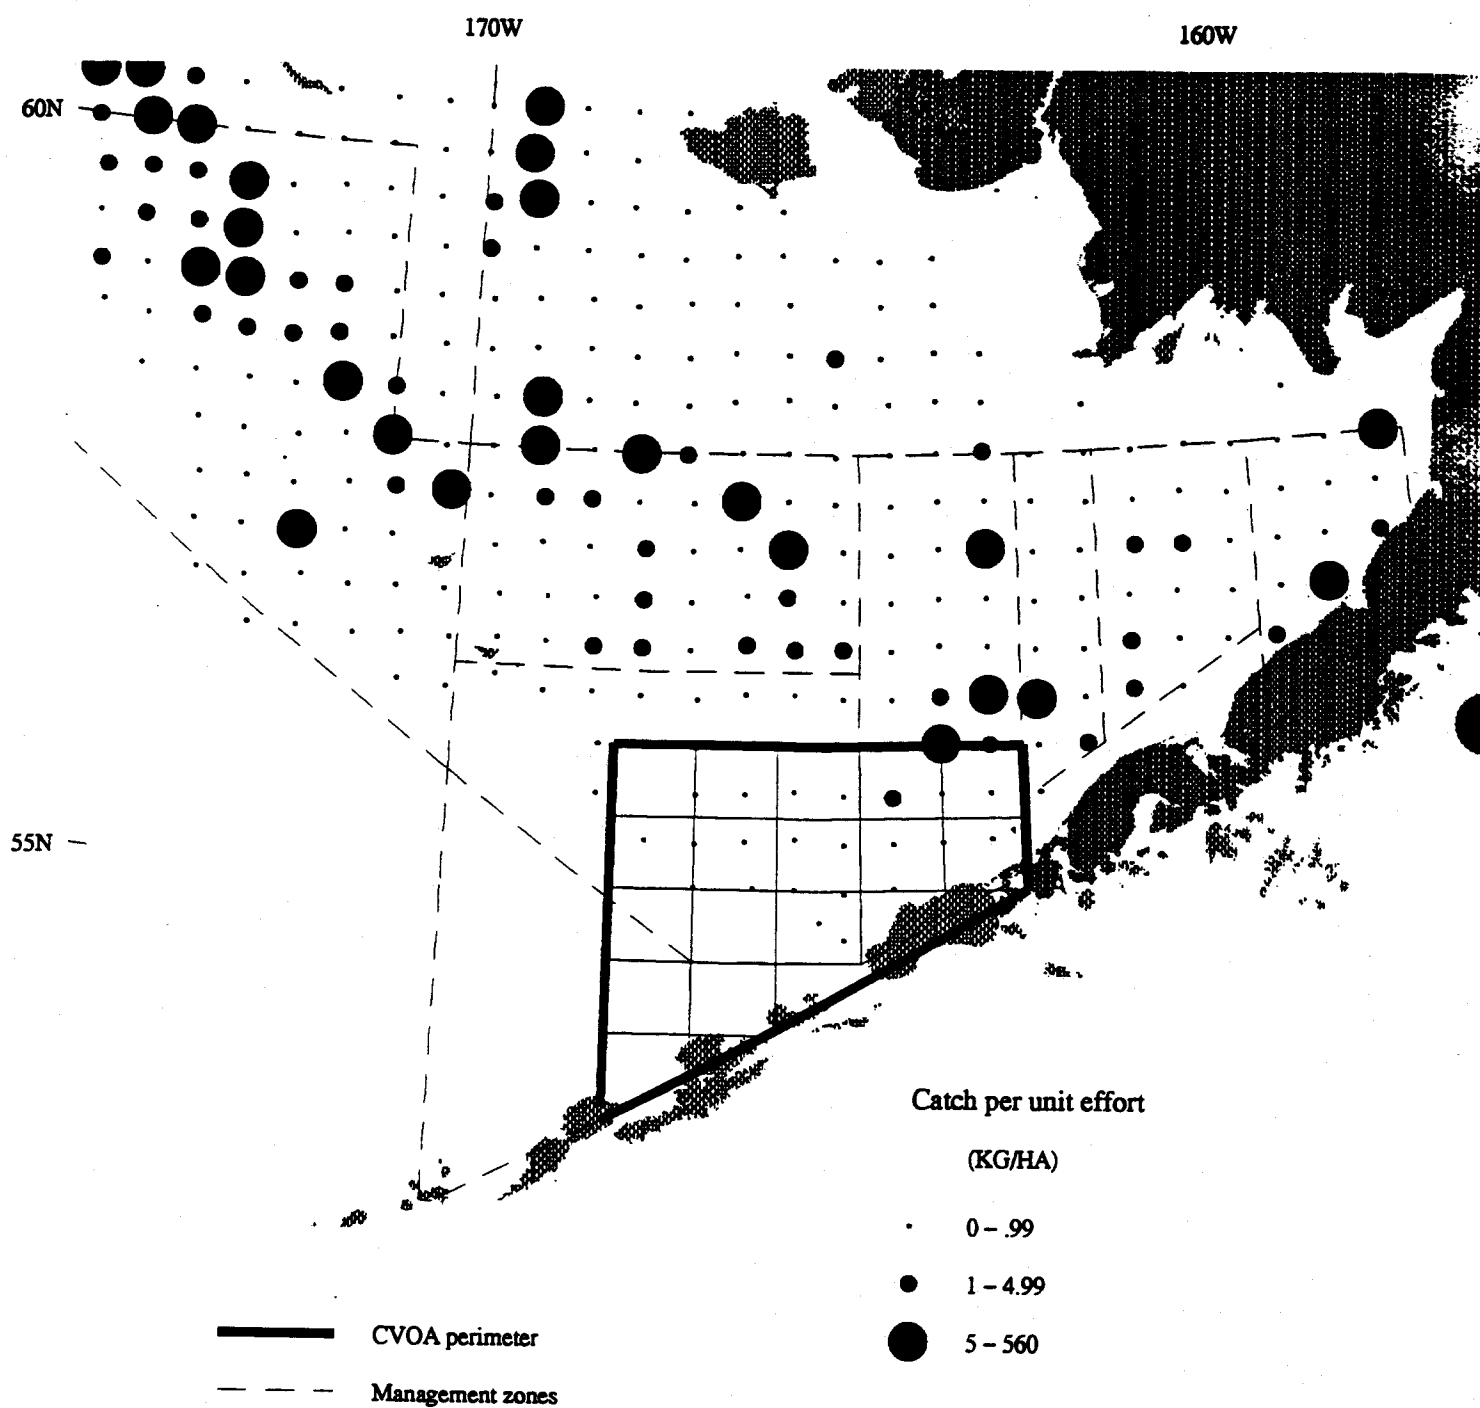 170W
160W
60N
55N
Catch per unit effort
(KG/HA)
0 – .99
1 – 4.99
5 – 560
CVOA perimeter
Management zones